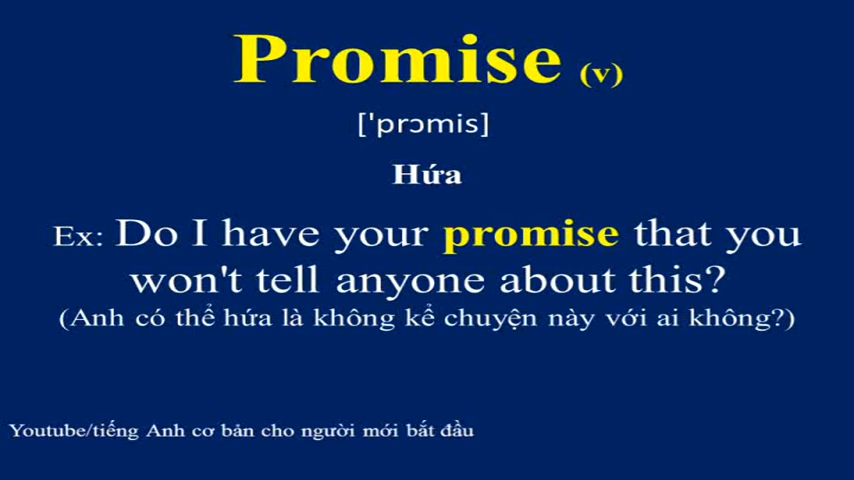 Promise (v)
['prɔmis]
Hứa
Ex: Do I have your promise that you
won't tell anyone about this?
(Anh có thể hứa là không kể chuyện này với ai không?)
Youtube/tiếng Anh cơ bản cho người mới bắt đầu